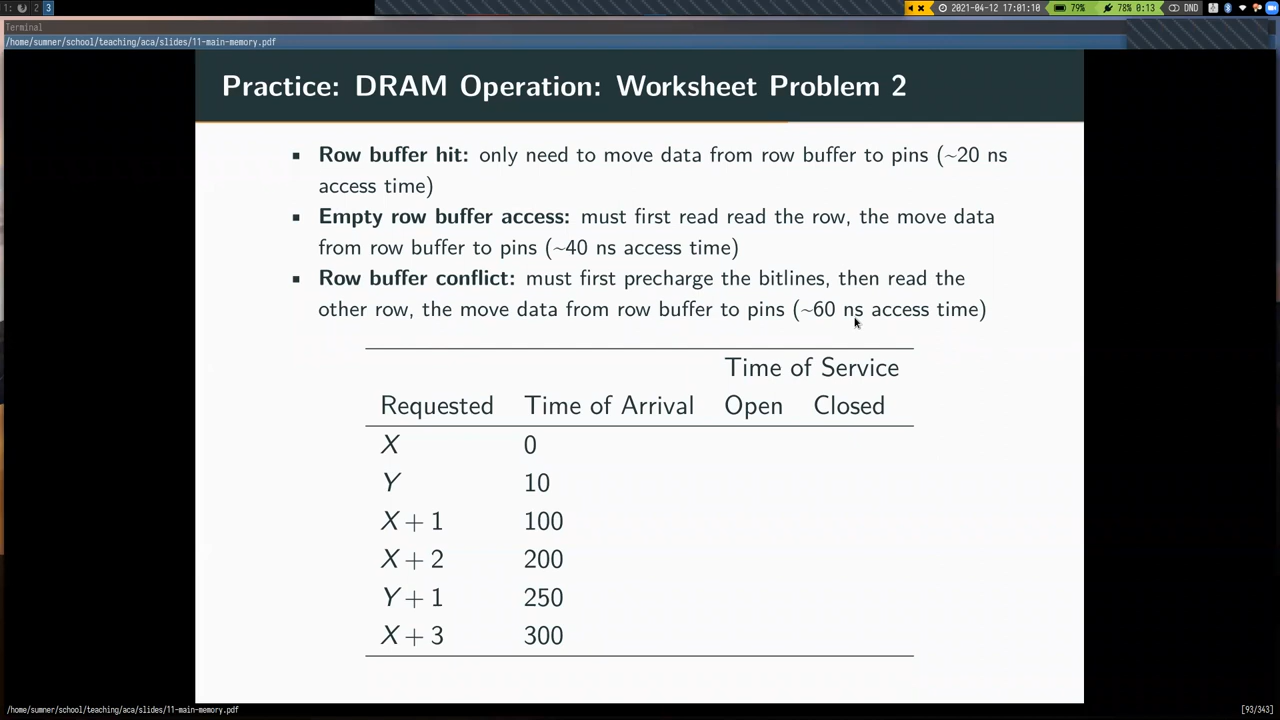 1: 2 3
2021-04-12 17:01:10 79% 78% 0:13 DND
Terminal
/home/sumner/school/teaching/aca/slides/11-main-memory.pdf
Practice: DRAM Operation: Worksheet Problem 2
▪ Row buffer hit: only need to move data from row buffer to pins (~20 ns
access time)
▪ Empty row buffer access: must first read read the row, the move data
from row buffer to pins (~40 ns access time)
▪ Row buffer conflict: must first precharge the bitlines, then read the
other row, the move data from row buffer to pins (~60 ns access time)
Time of Service
Requested Time of Arrival Open Closed
X 0
Y 10
X + 1 100
X + 2 200
Y + 1 250
X + 3 300
/home/sumner/school/teaching/aca/slides/11-main-memory.pdf [93/343]